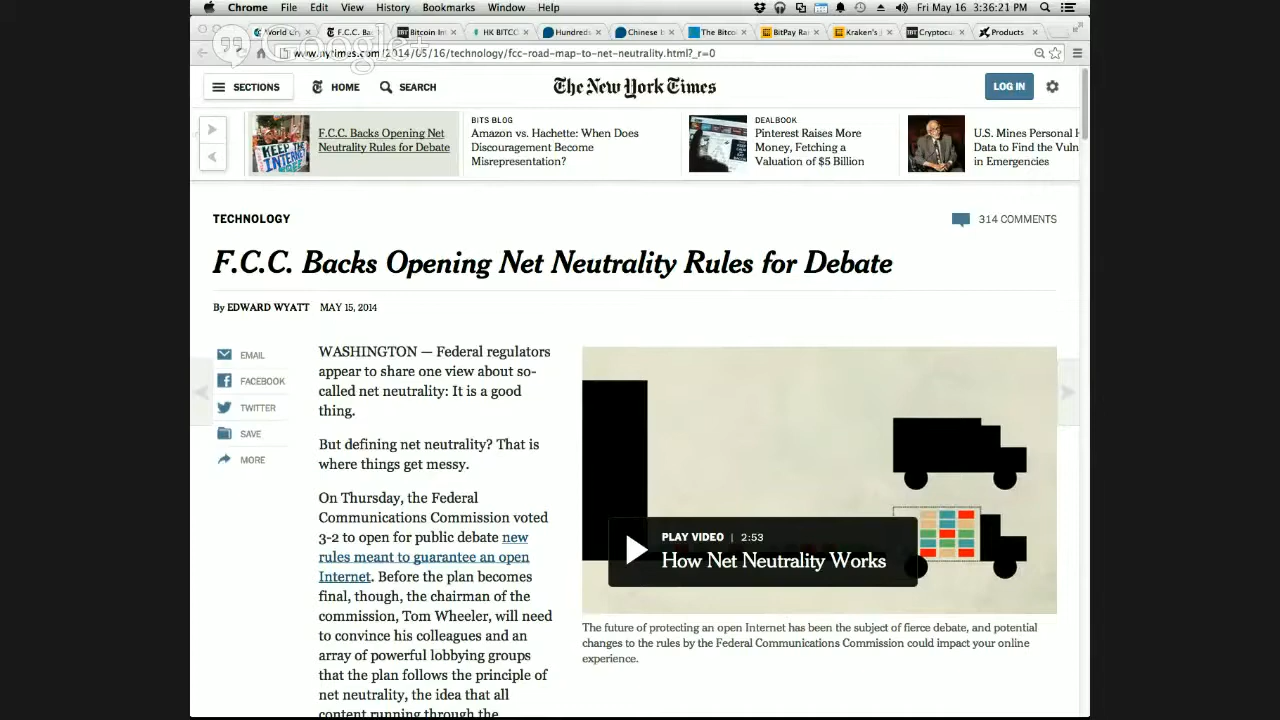 Chrome File Edit View History Bookmarks Window Help Fri May 16 3:36:21 PM
World Cr F.C.C. Ba Bitcoin In HK BITCC Hundreds Chinese The Bitco BitPay Ra Kraken's Cryptocu Products
Google+
www.nytimes.com/2014/05/16/technology/fcc-road-map-to-net-neutrality.html?_r=0
SECTIONS HOME SEARCH The New York Times LOG IN
KEEP THE INTERNET
F.C.C. Backs Opening Net
Neutrality Rules for Debate
BITS BLOG
Amazon vs. Hachette: When Does
Discouragement Become
Misrepresentation?
DEALBOOK
Pinterest Raises More
Money, Fetching a
Valuation of $5 Billion
U.S. Mines Personal H
Data to Find the Vuln
in Emergencies
TECHNOLOGY
314 COMMENTS
F.C.C. Backs Opening Net Neutrality Rules for Debate
By EDWARD WYATT MAY 15, 2014
EMAIL
FACEBOOK
TWITTER
SAVE
MORE
WASHINGTON — Federal regulators
appear to share one view about so-
called net neutrality: It is a good
thing.
But defining net neutrality? That is
where things get messy.
On Thursday, the Federal
Communications Commission voted
3-2 to open for public debate new
rules meant to guarantee an open
Internet. Before the plan becomes
final, though, the chairman of the
commission, Tom Wheeler, will need
to convince his colleagues and an
array of powerful lobbying groups
that the plan follows the principle of
net neutrality, the idea that all
content running through the
PLAY VIDEO | 2:53
How Net Neutrality Works
The future of protecting an open Internet has been the subject of fierce debate, and potential
changes to the rules by the Federal Communications Commission could impact your online
experience.